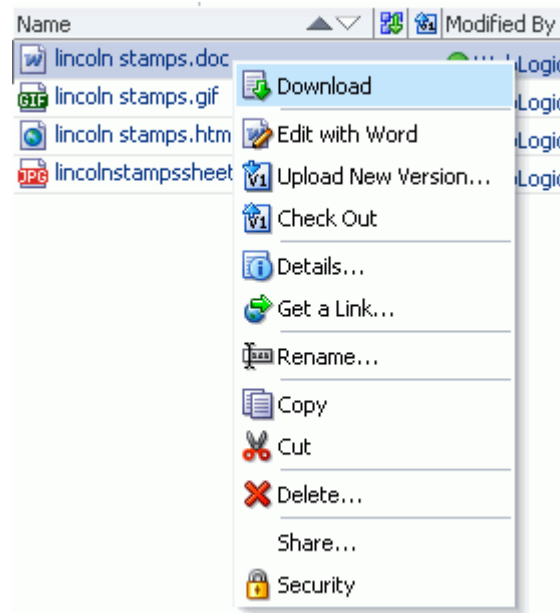 Name Modified By
lincoln stamps.doc
lincoln stamps.gif
lincoln stamps.htm
lincolnstampssheet
Download
Edit with Word
Upload New Version...
Check Out
Details...
Get a Link...
Rename...
Copy
Cut
Delete...
Share...
Security